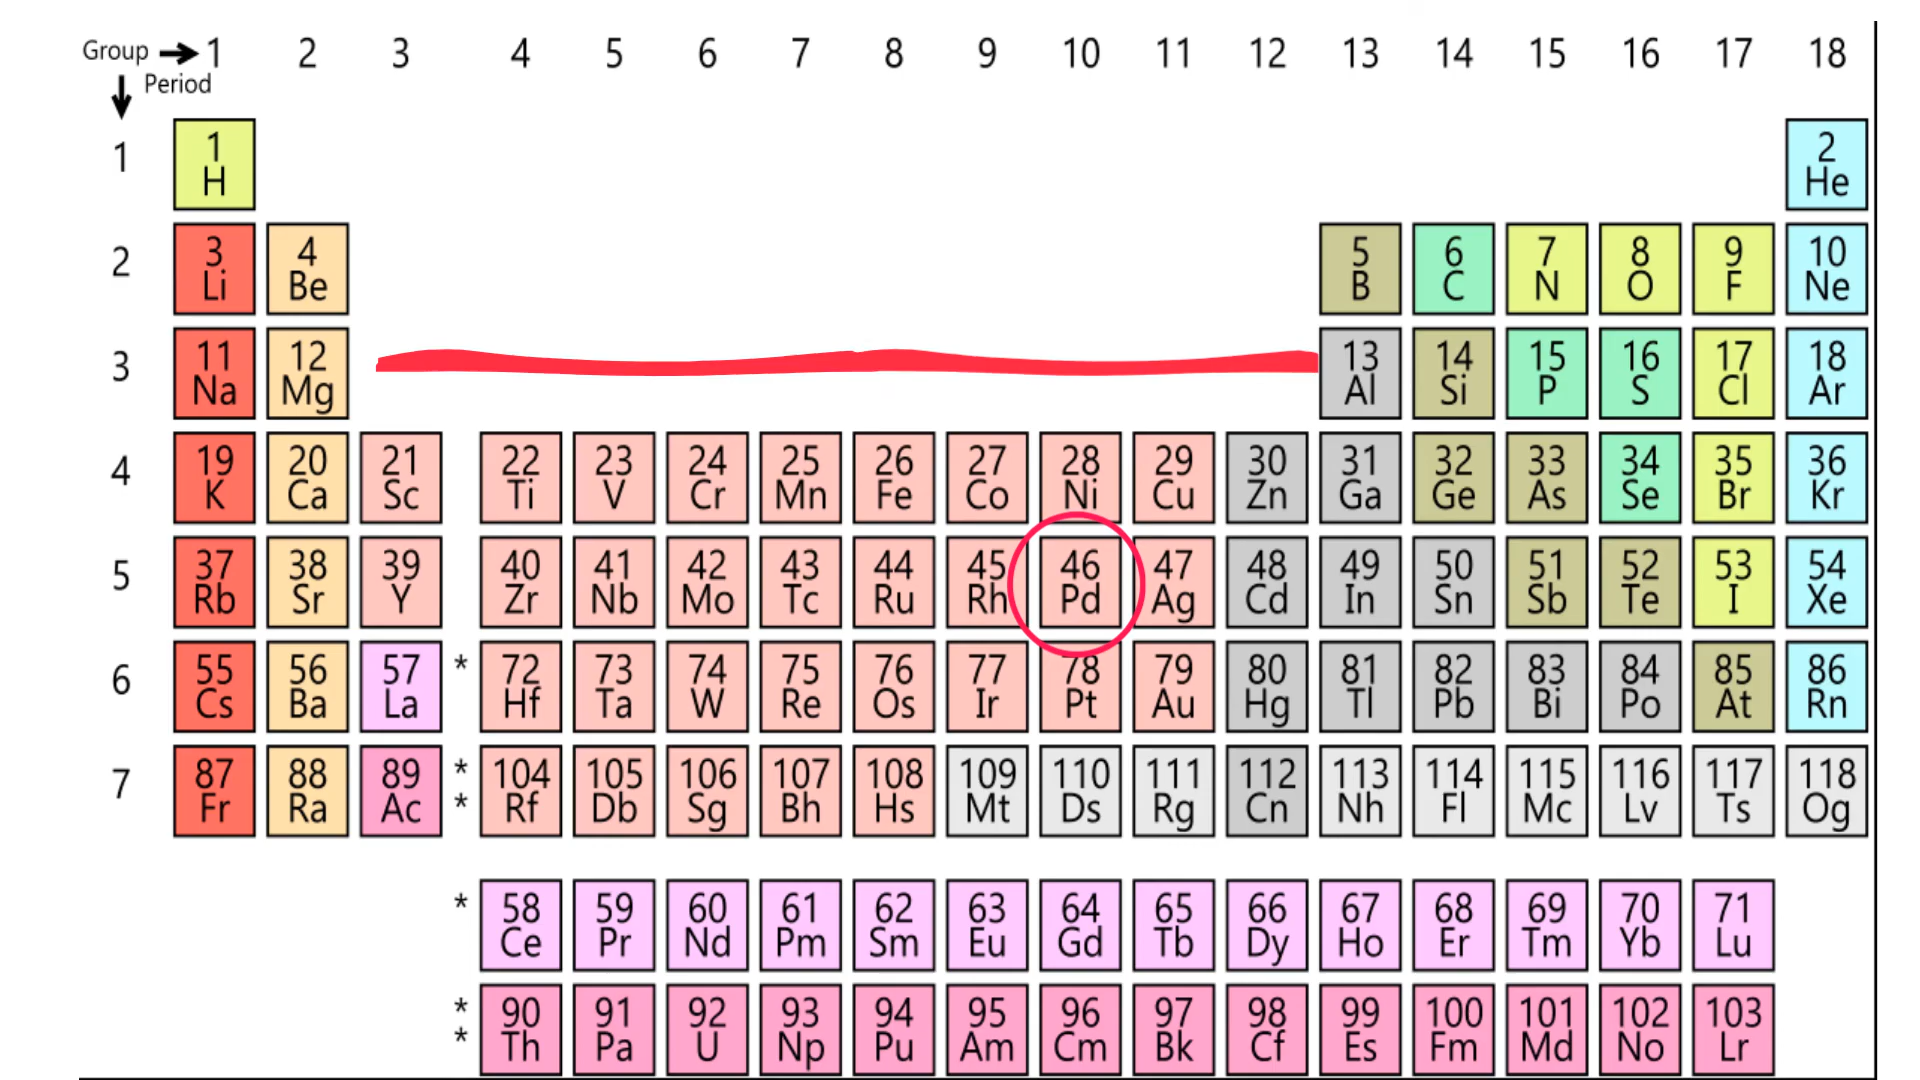 Group → 1 2 3 4 5 6 7 8 9 10 11 12 13 14 15 16 17 18
↓ Period
1 1 2
H He
2 3 4 5 6 7 8 9 10
Li Be B C N O F Ne
3 11 12 13 14 15 16 17 18
Na Mg Al Si P S Cl Ar
4 19 20 21 22 23 24 25 26 27 28 29 30 31 32 33 34 35 36
K Ca Sc Ti V Cr Mn Fe Co Ni Cu Zn Ga Ge As Se Br Kr
5 37 38 39 40 41 42 43 44 45 46 47 48 49 50 51 52 53 54
Rb Sr Y Zr Nb Mo Tc Ru Rh Pd Ag Cd In Sn Sb Te I Xe
6 55 56 57 * 72 73 74 75 76 77 78 79 80 81 82 83 84 85 86
Cs Ba La Hf Ta W Re Os Ir Pt Au Hg Tl Pb Bi Po At Rn
7 87 88 89 * 104 105 106 107 108 109 110 111 112 113 114 115 116 117 118
Fr Ra Ac * Rf Db Sg Bh Hs Mt Ds Rg Cn Nh Fl Mc Lv Ts Og
* 58 59 60 61 62 63 64 65 66 67 68 69 70 71
Ce Pr Nd Pm Sm Eu Gd Tb Dy Ho Er Tm Yb Lu
* 90 91 92 93 94 95 96 97 98 99 100 101 102 103
* Th Pa U Np Pu Am Cm Bk Cf Es Fm Md No Lr